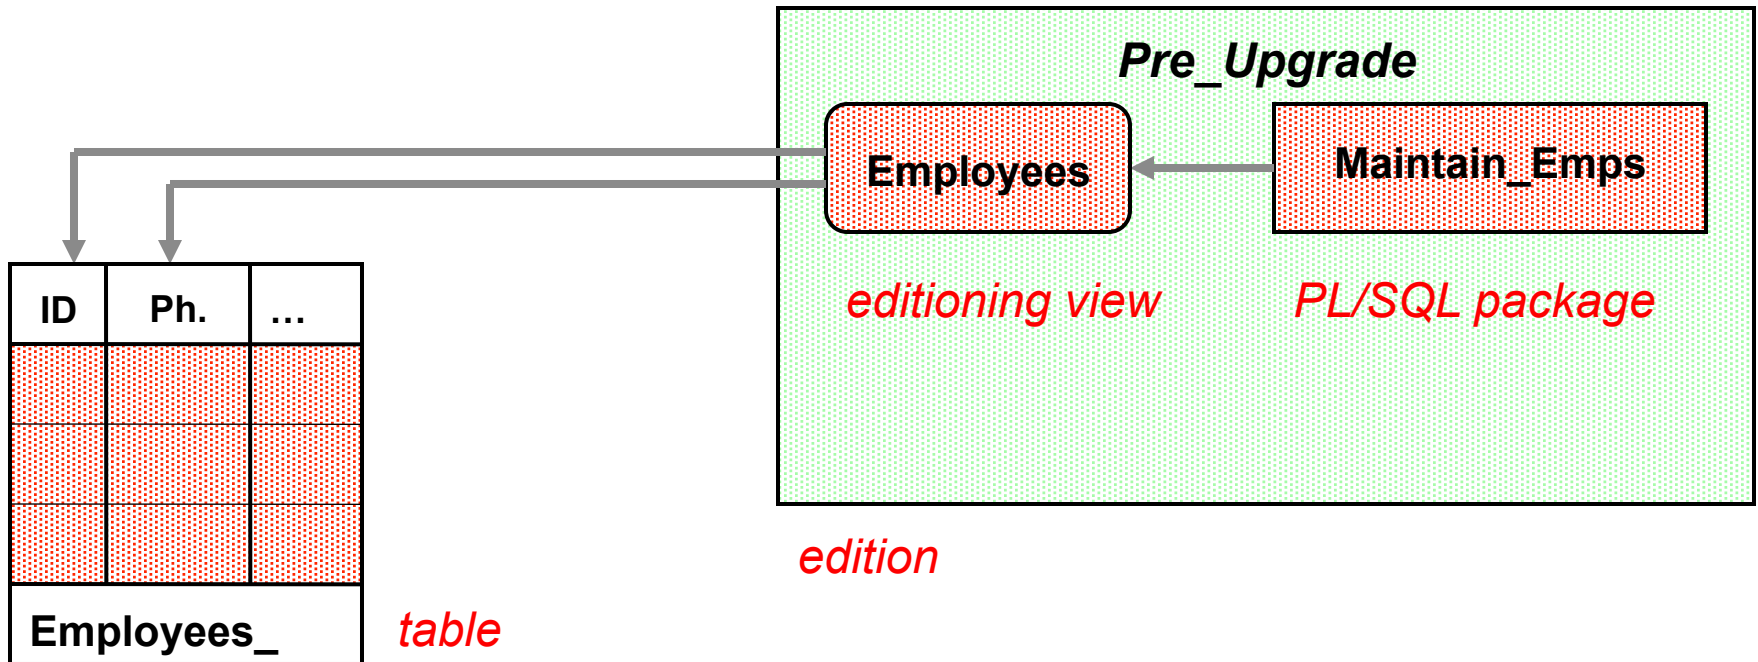 Pre_Upgrade
Employees
Maintain_Emps
editioning view
PL/SQL package
ID
Ph.
...
edition
Employees_
table